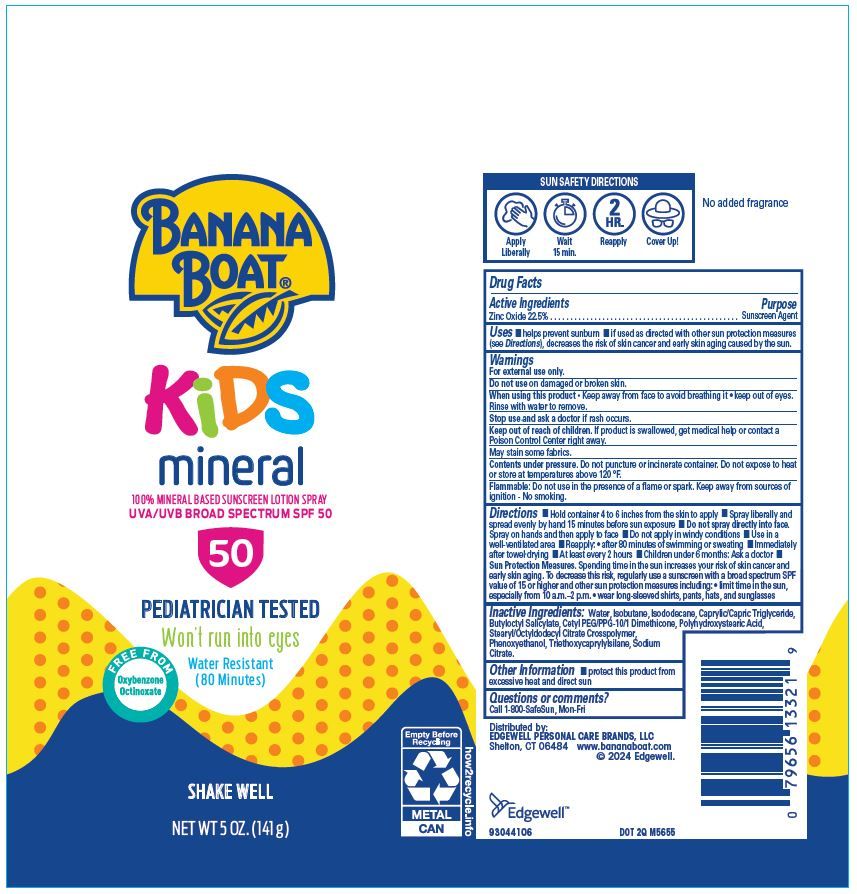 BANANA
BOAT®
KiDS
mineral
100% MINERAL BASED SUNSCREEN LOTION SPRAY
UVA/UVB BROAD SPECTRUM SPF 50
50
PEDIATRICIAN TESTED
Won't run into eyes
Water Resistant
(80 Minutes)
FREE FROM
Oxybenzone
Octinoxate
SHAKE WELL
NET WT 5 OZ. (141 g)
Empty Before
Recycling
METAL
CAN
how2recycle.info
SUN SAFETY DIRECTIONS
2
HR.
Apply Wait Reapply Cover Up!
Liberally 15 min.
No added fragrance
Drug Facts
Active Ingredients Purpose
Zinc Oxide 22.5%............................................. Sunscreen Agent
Uses ■ helps prevent sunburn ■ if used as directed with other sun protection measures
(see Directions), decreases the risk of skin cancer and early skin aging caused by the sun.
Warnings
For external use only.
Do not use on damaged or broken skin.
When using this product • Keep away from face to avoid breathing it • keep out of eyes.
Rinse with water to remove.
Stop use and ask a doctor if rash occurs.
Keep out of reach of children. If product is swallowed, get medical help or contact a
Poison Control Center right away.
May stain some fabrics.
Contents under pressure. Do not puncture or incinerate container. Do not expose to heat
or store at temperatures above 120 °F.
Flammable: Do not use in the presence of a flame or spark. Keep away from sources of
ignition - No smoking.
Directions ■ Hold container 4 to 6 inches from the skin to apply ■ Spray liberally and
spread evenly by hand 15 minutes before sun exposure ■ Do not spray directly into face.
Spray on hands and then apply to face ■ Do not apply in windy conditions ■ Use in a
well-ventilated area ■ Reapply: • after 80 minutes of swimming or sweating ■ Immediately
after towel-drying ■ At least every 2 hours ■ Children under 6 months: Ask a doctor ■
Sun Protection Measures. Spending time in the sun increases your risk of skin cancer and
early skin aging. To decrease this risk, regularly use a sunscreen with a broad spectrum SPF
value of 15 or higher and other sun protection measures including: • limit time in the sun,
especially from 10 a.m.–2 p.m. • wear long-sleeved shirts, pants, hats, and sunglasses
Inactive Ingredients: Water, Isobutane, Isododecane, Caprylic/Capric Triglyceride,
Butyloctyl Salicylate, Cetyl PEG/PPG-10/1 Dimethicone, Polyhydroxystearic Acid,
Stearyl/Octyldodecyl Citrate Crosspolymer,
Phenoxyethanol, Triethoxycaprylylsilane, Sodium
Citrate.
Other Information ■ protect this product from
excessive heat and direct sun
Questions or comments?
Call 1-800-SafeSun, Mon-Fri
Distributed by:
EDGEWELL PERSONAL CARE BRANDS, LLC
Shelton, CT 06484 www.bananaboat.com
© 2024 Edgewell.
Edgewell™
93044106 DOT 2Q M5655
0 79656 13321 9